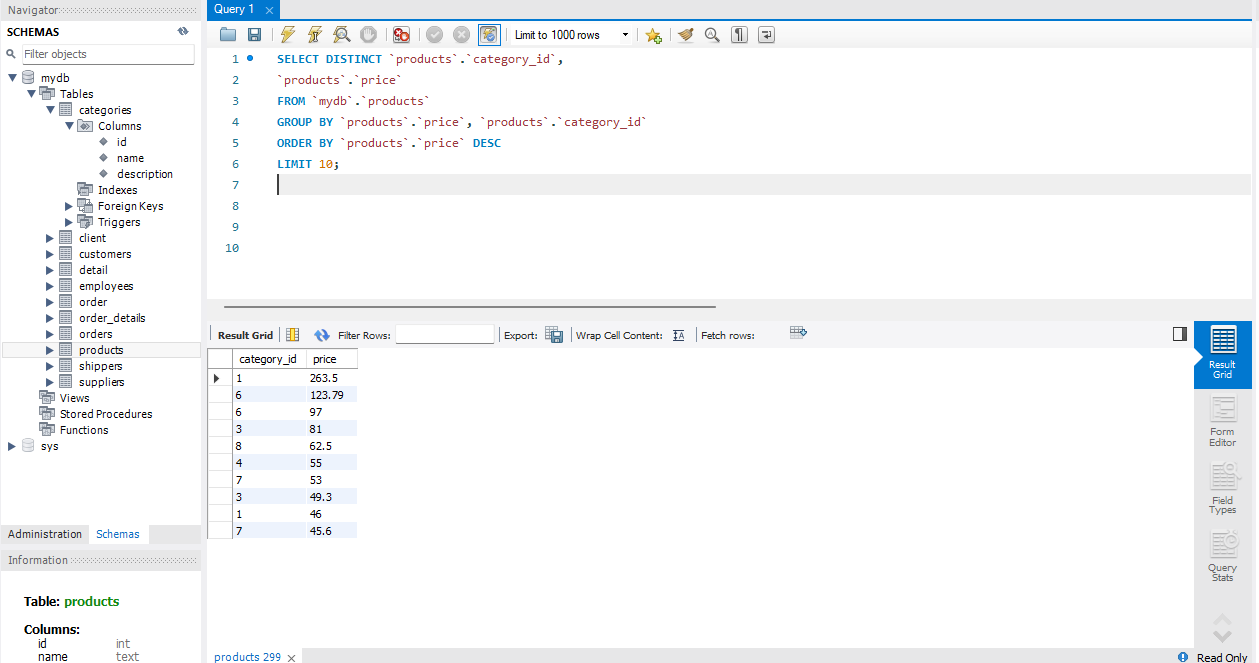 Navigator
SCHEMAS
Filter objects
mydb
Tables
categories
Columns
id
name
description
Indexes
Foreign Keys
Triggers
client
customers
detail
employees
order
order_details
orders
products
shippers
suppliers
Views
Stored Procedures
Functions
sys
Administration Schemas
Information
Table: products
Columns:
id int
name text
Query 1
Limit to 1000 rows
1 SELECT DISTINCT `products`.`category_id`,
2 `products`.`price`
3 FROM `mydb`.`products`
4 GROUP BY `products`.`price`, `products`.`category_id`
5 ORDER BY `products`.`price` DESC
6 LIMIT 10;
7
8
9
10
Result Grid Filter Rows: Export: Wrap Cell Content: Fetch rows:
category_id price
1 263.5
6 123.79
6 97
3 81
8 62.5
4 55
7 53
3 49.3
1 46
7 45.6
Result
Grid
Form
Editor
Field
Types
Query
Stats
products 299
Read Only